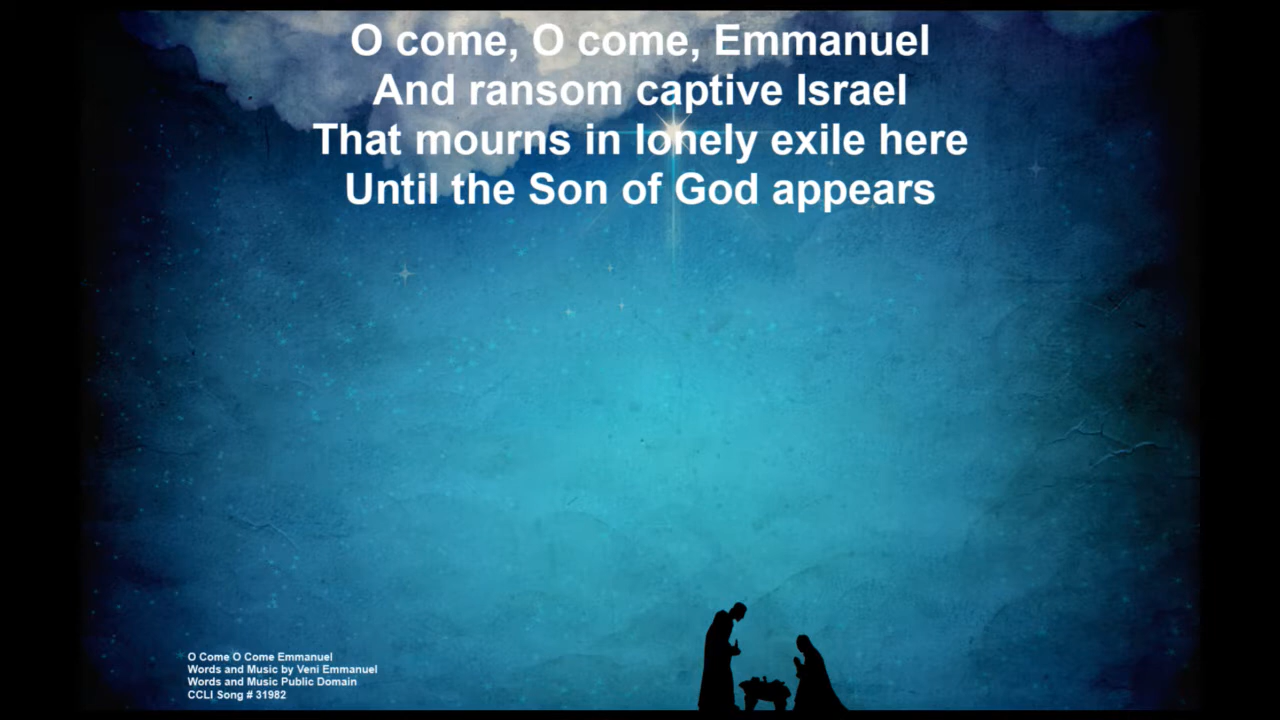 O come, O come, Emmanuel
And ransom captive Israel
That mourns in lonely exile here
Until the Son of God appears
O Come O Come Emmanuel
Words and Music by Veni Emmanuel
Words and Music Public Domain
CCLI Song # 31982